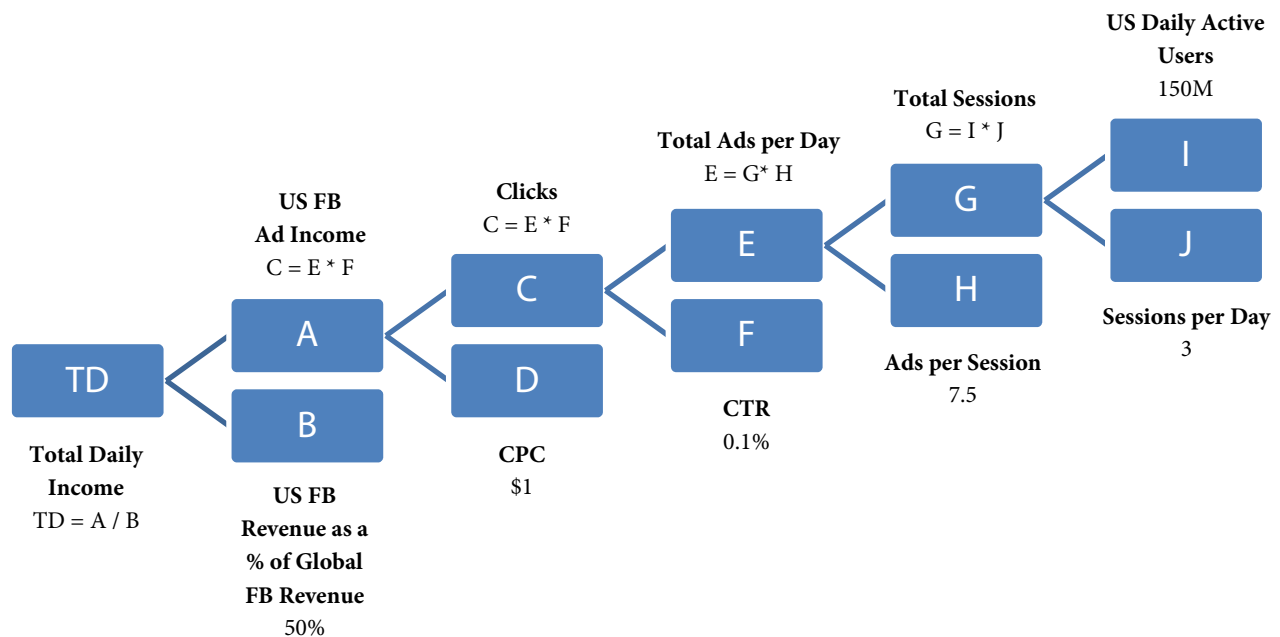 US Daily Active
Users
150M
I
J
Sessions per Day
3
Total Sessions
G = I * J
G
H
Ads per Session
7.5
Total Ads per Day
E = G* H
E
F
CTR
0.1%
Clicks
C = E * F
C
D
CPC
$1
US FB
Ad Income
C = E * F
A
B
US FB
Revenue as a
% of Global
FB Revenue
50%
TD
Total Daily
Income
TD = A / B